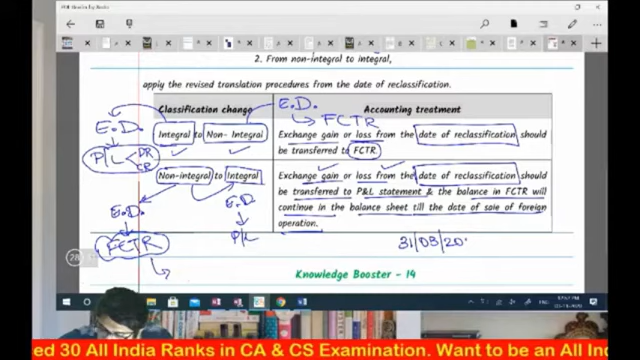 2. From non-integral to integral,
apply the revised translation procedures from the date of reclassification.
Classification change
E.D.
Accounting treatment
FCTR
E.D.
P/L
DR
CR
Integral to Non- Integral
Exchange gain or loss from the date of reclassification should
be transferred to FCTR.
Non-integral to Integral
Exchange gain or loss from the date of reclassification should
be transferred to P&L statement & the balance in FCTR will
continue in the balance sheet till the date of sale of foreign
operation.
E.D.
P/L
E.D.
FCTR
31/03/20
Knowledge Booster - 14
ed 30 All India Ranks in CA & CS Examination. Want to be an All Ind